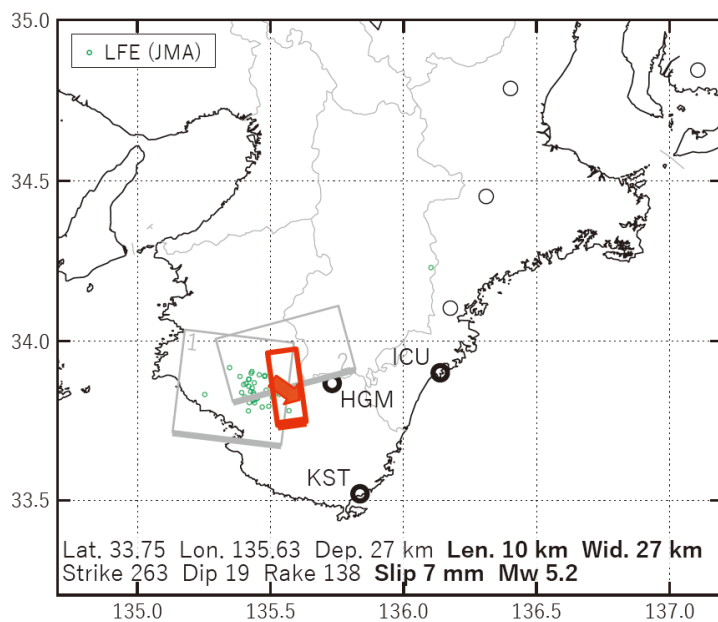 35.0
LFE (JMA)
34.5
34.0
1
2
ICU
HGM
33.5
KST
Lat. 33.75 Lon. 135.63 Dep. 27 km Len. 10 km Wid. 27 km
Strike 263 Dip 19 Rake 138 Slip 7 mm Mw 5.2
135.0 135.5 136.0 136.5 137.0